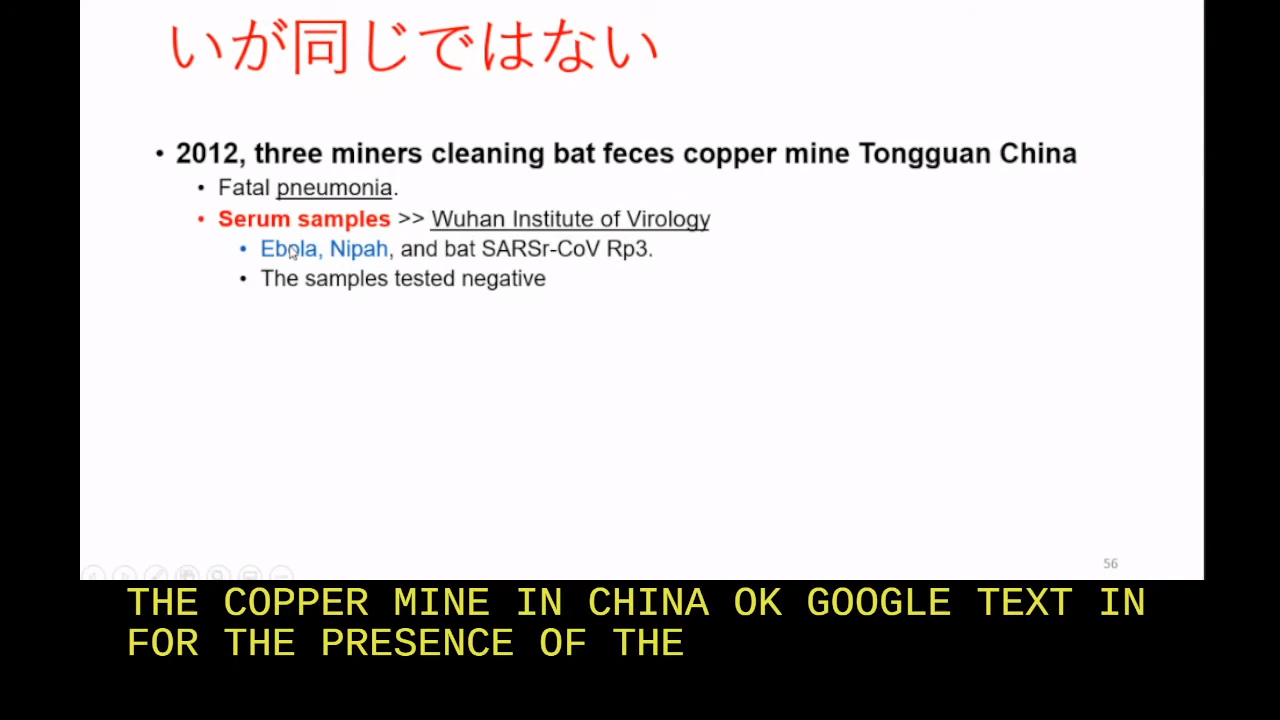 いが同じではない
• 2012, three miners cleaning bat feces copper mine Tongguan China
• Fatal pneumonia.
• Serum samples >> Wuhan Institute of Virology
• Ebola, Nipah, and bat SARSr-CoV Rp3.
• The samples tested negative
56
THE COPPER MINE IN CHINA OK GOOGLE TEXT IN
FOR THE PRESENCE OF THE